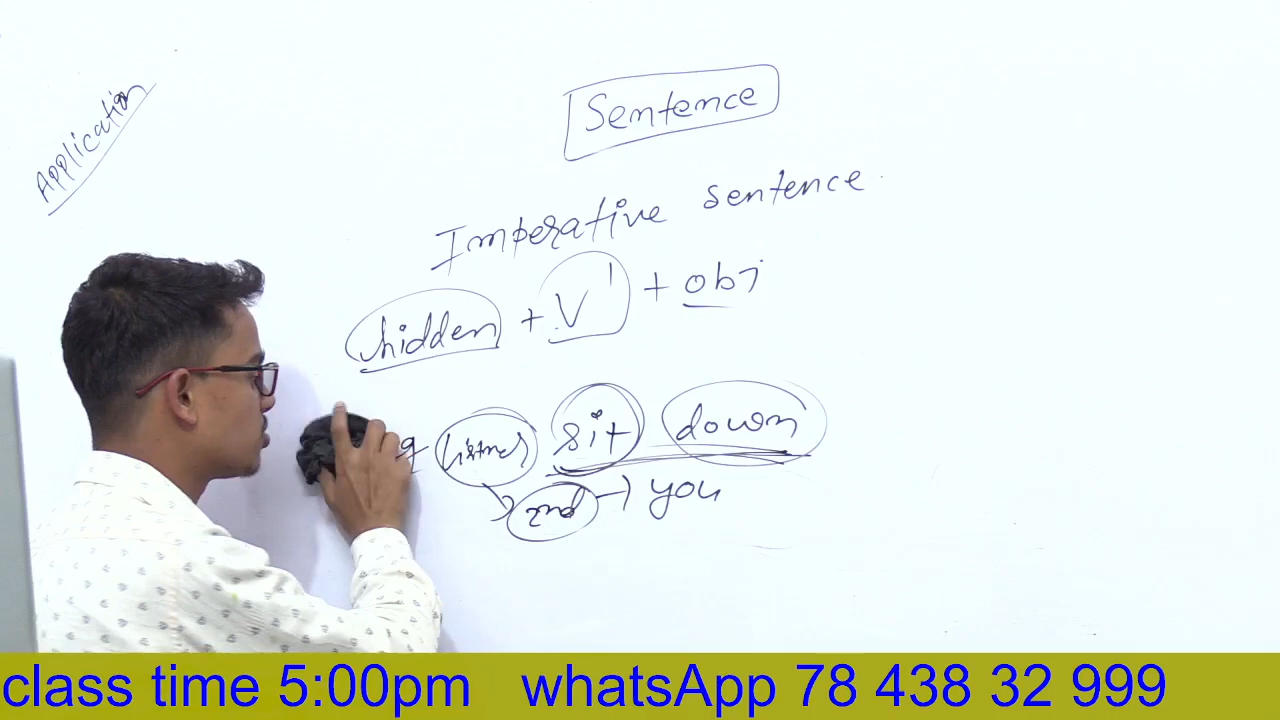 Application
Sentence
Imperative sentence
hidden + V¹ + obj
sit down
2nd → you
class time 5:00pm whatsApp 78 438 32 999